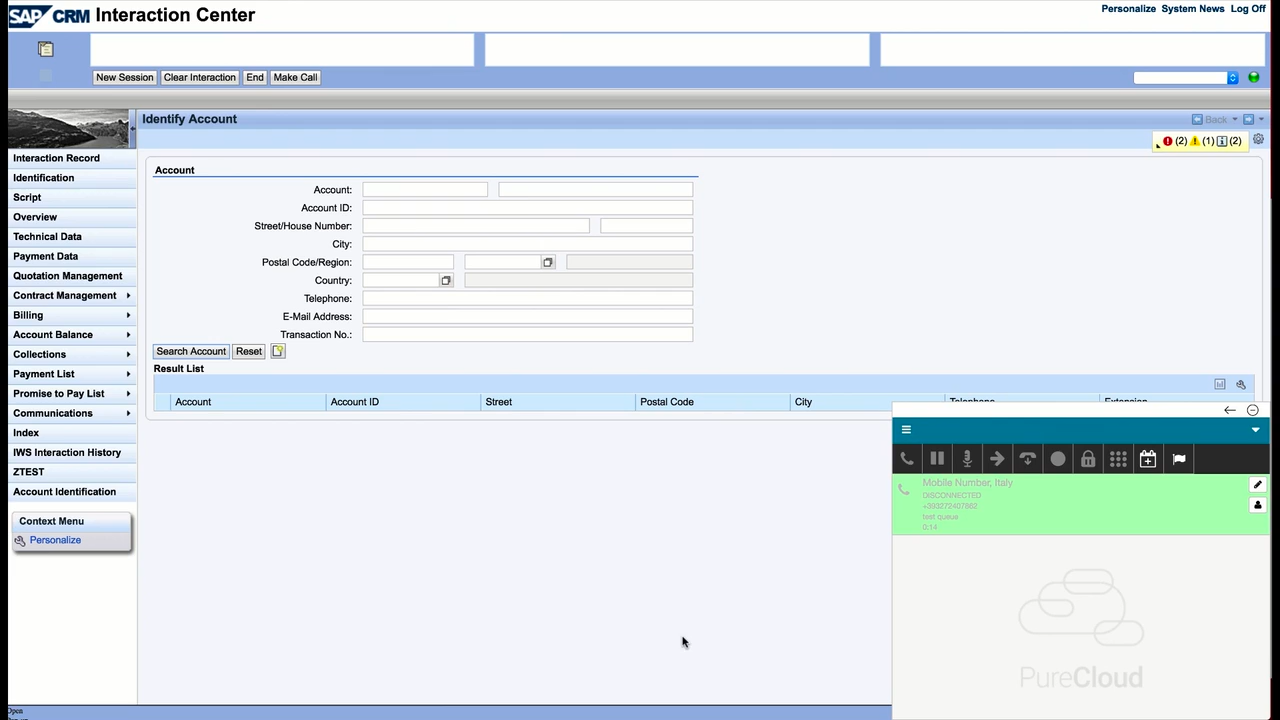 SAP CRM Interaction Center
Personalize System News Log Off
New Session Clear Interaction End Make Call
Identify Account
Back
(2) (1) (2)
Interaction Record
Identification
Script
Overview
Technical Data
Payment Data
Quotation Management
Contract Management
Billing
Account Balance
Collections
Payment List
Promise to Pay List
Communications
Index
IWS Interaction History
ZTEST
Account Identification
Context Menu
Personalize
Account
Account:
Account ID:
Street/House Number:
City:
Postal Code/Region:
Country:
Telephone:
E-Mail Address:
Transaction No.:
Search Account Reset
Result List
Account Account ID Street Postal Code City Telephone Extension
Mobile Number, Italy
DISCONNECTED
+393272407662
test queue
0:14
PureCloud
Open